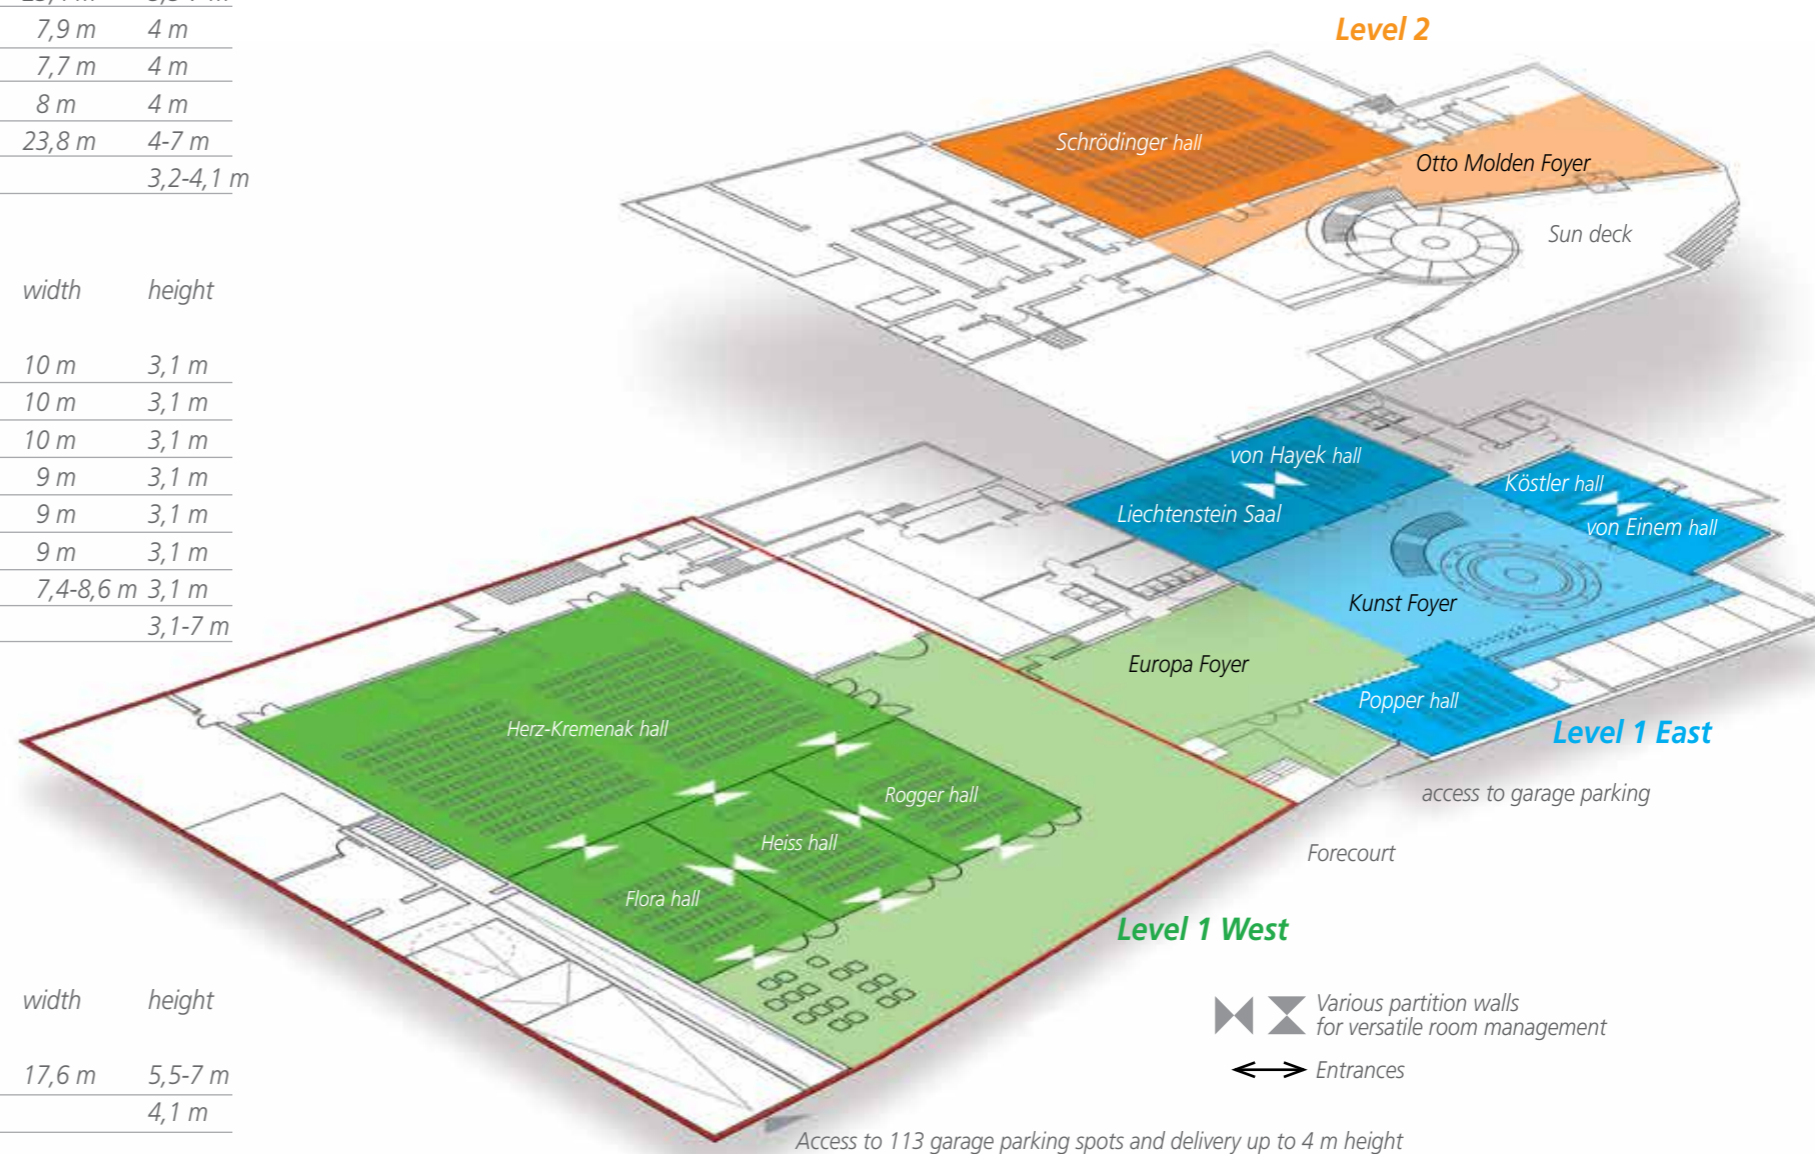 7,9 m 4 m
7,7 m 4 m
8 m 4 m
23,8 m 4-7 m
3,2-4,1 m
width height
10 m 3,1 m
10 m 3,1 m
10 m 3,1 m
9 m 3,1 m
9 m 3,1 m
9 m 3,1 m
7,4-8,6 m 3,1 m
3,1-7 m
width height
17,6 m 5,5-7 m
4,1 m
Level 2
Schrödinger hall
Otto Molden Foyer
Sun deck
von Hayek hall
Liechtenstein Saal
Köstler hall
von Einem hall
Kunst Foyer
Europa Foyer
Popper hall
Level 1 East
access to garage parking
Forecourt
Herz-Kremenak hall
Rogger hall
Heiss hall
Flora hall
Level 1 West
Various partition walls
for versatile room management
Entrances
Access to 113 garage parking spots and delivery up to 4 m height